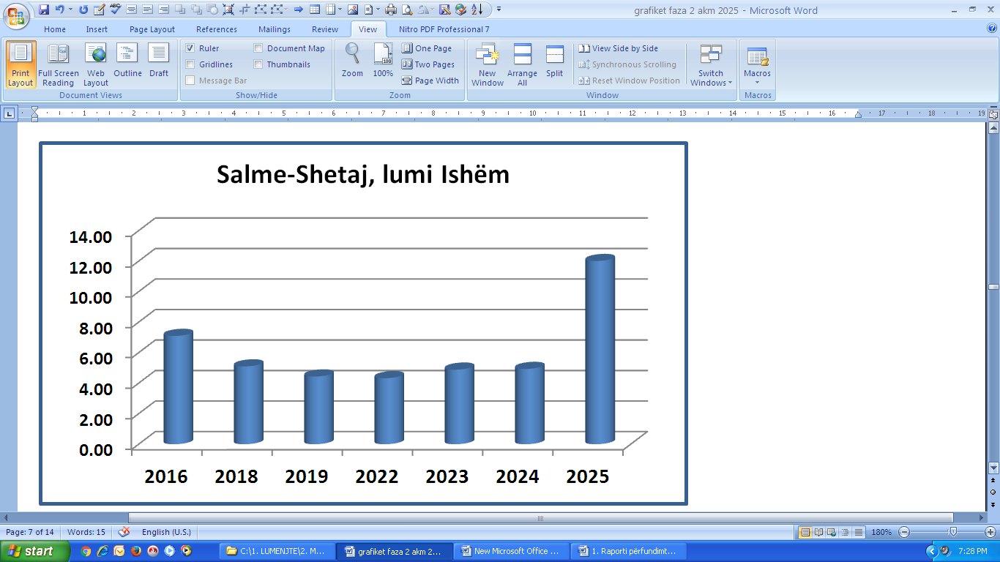 grafiket faza 2 akm 2025 - Microsoft Word
Home Insert Page Layout References Mailings Review View Nitro PDF Professional 7
Print Layout
Full Screen Reading
Web Layout
Outline
Draft
Document Views
Ruler
Gridlines
Message Bar
Document Map
Thumbnails
Show/Hide
Zoom
100%
One Page
Two Pages
Page Width
Zoom
New Window
Arrange All
Split
View Side by Side
Synchronous Scrolling
Reset Window Position
Window
Switch Windows
Macros
Macros
1 2 3 4 5 6 7 8 9 10 11 12 13 14 15 16 17 18 19
Salme-Shetaj, lumi Ishëm
14.00
12.00
10.00
8.00
6.00
4.00
2.00
0.00
2016 2018 2019 2022 2023 2024 2025
Page: 7 of 14 Words: 15 English (U.S.) 180%
start C:\1. LUMENJTE\2. M... grafiket faza 2 akm 2... New Microsoft Office ... 1. Raporti përfundimt... 7:28 PM